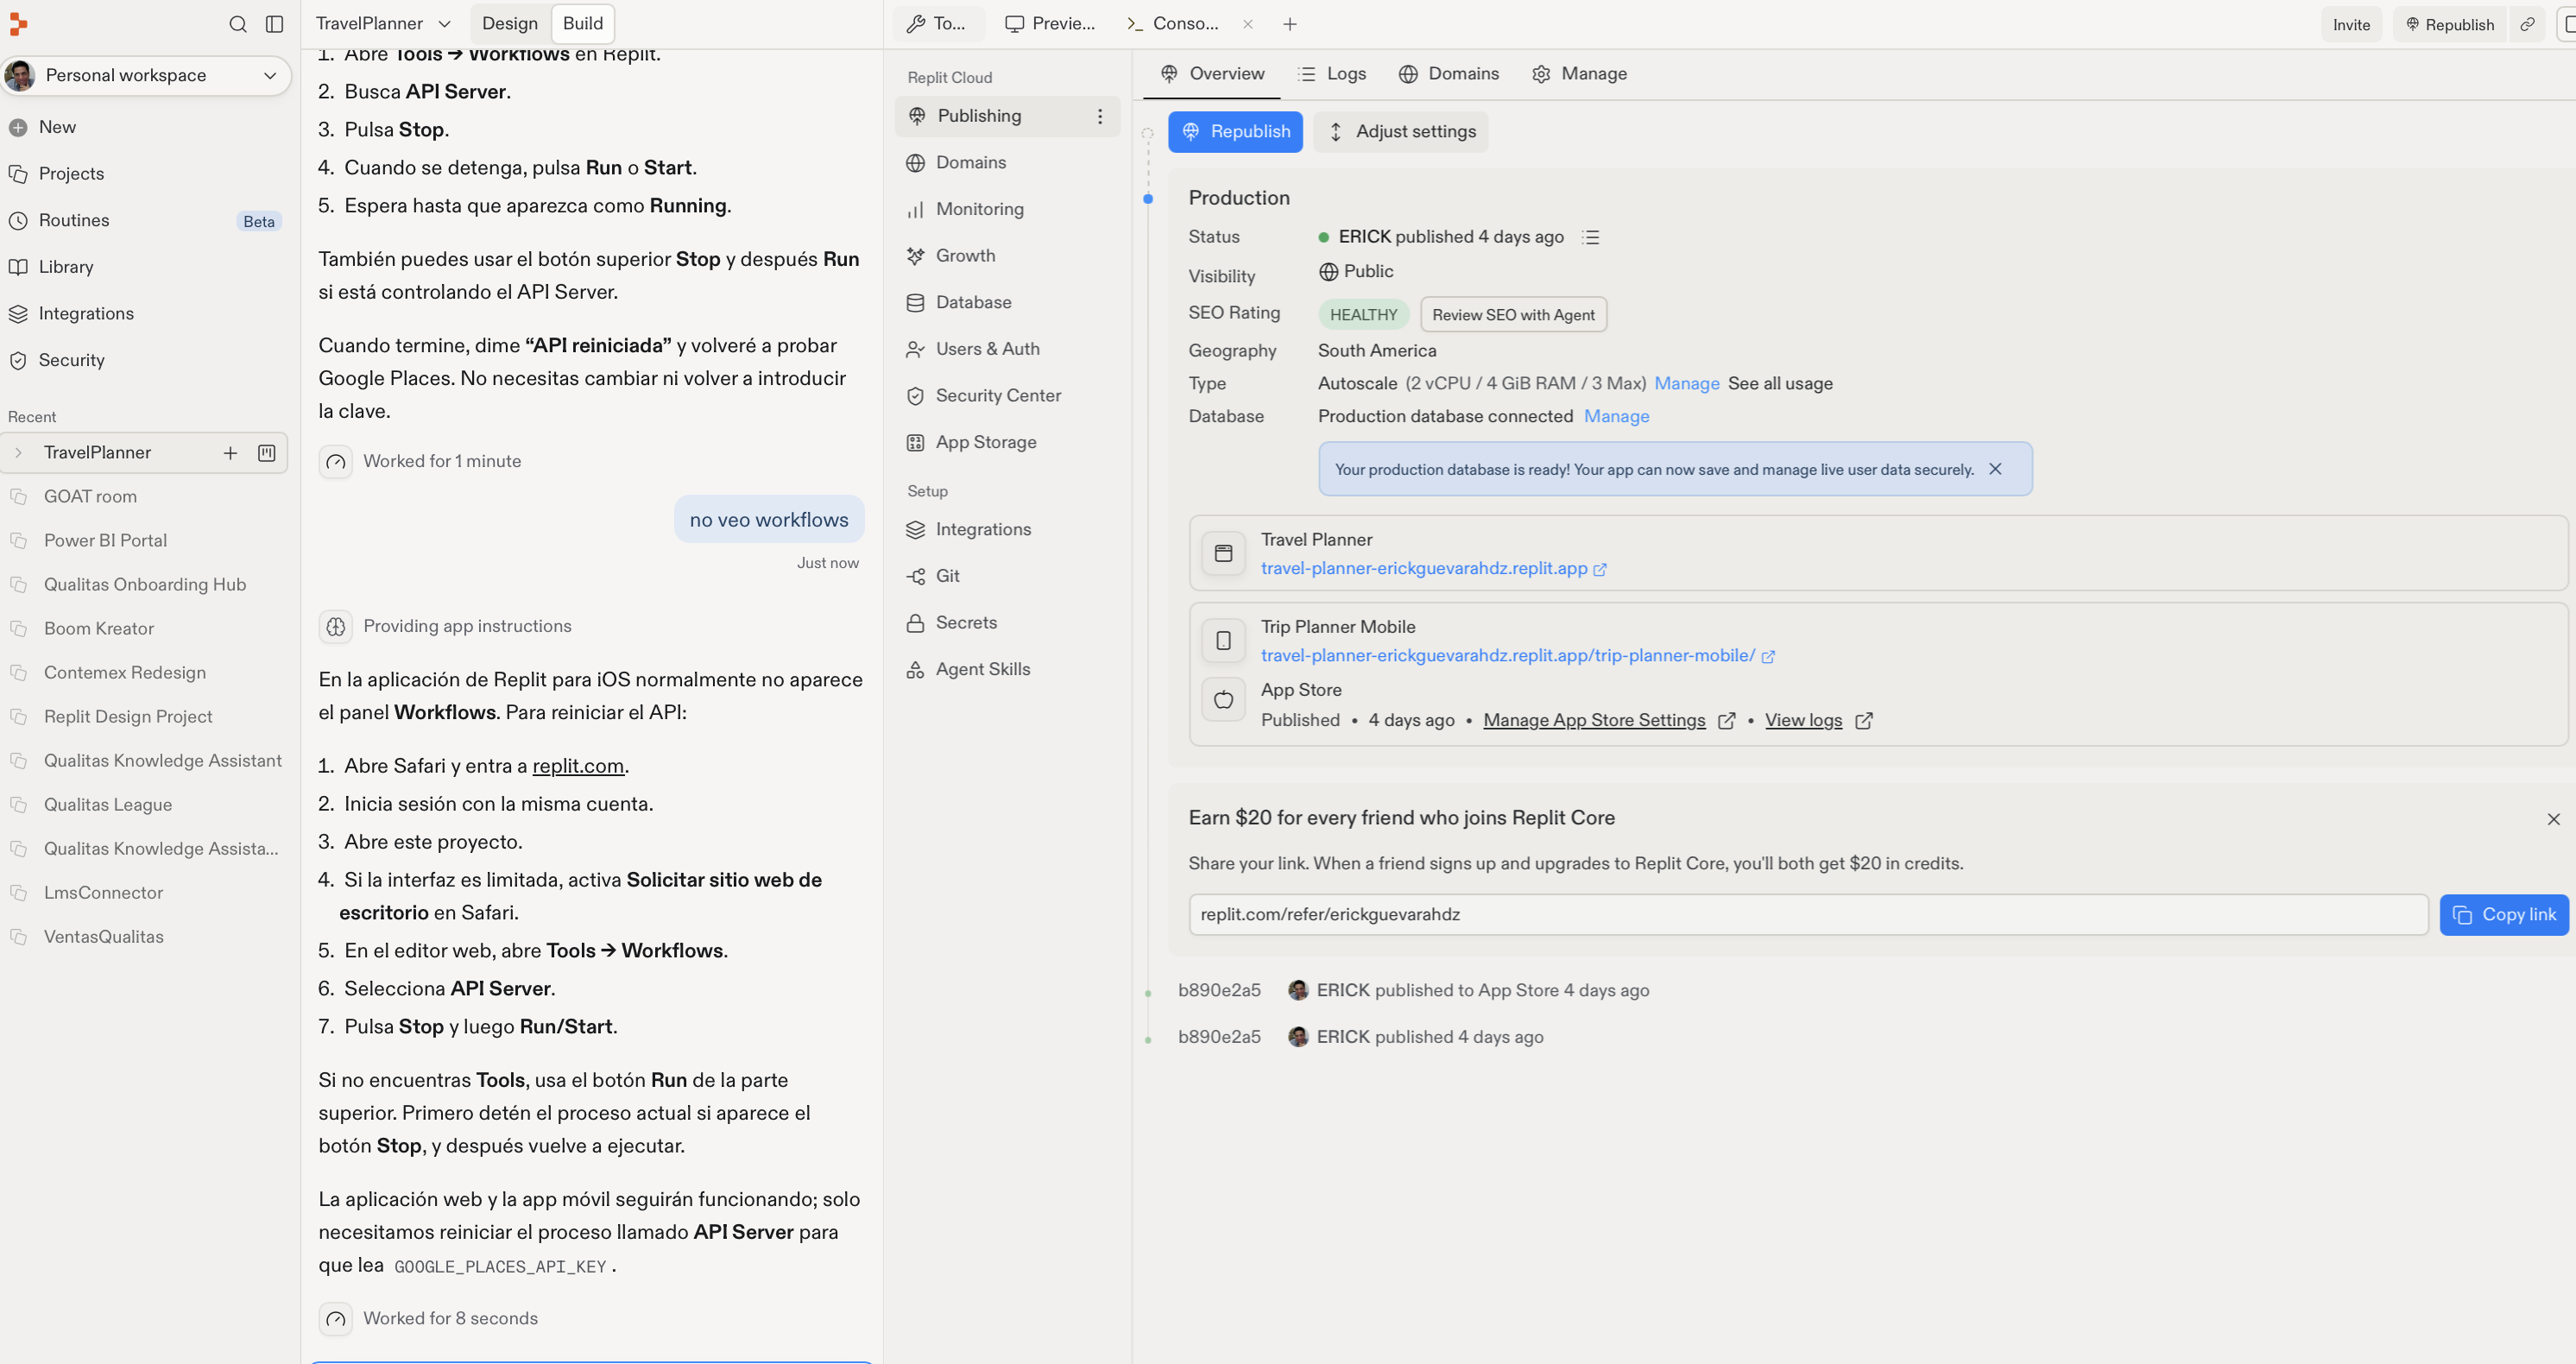 TravelPlanner
Design
Build
To...
Previe...
Conso...
Invite
Republish
Personal workspace
New
Projects
Routines
Beta
Library
Integrations
Security
Recent
TravelPlanner
GOAT room
Power BI Portal
Qualitas Onboarding Hub
Boom Kreator
Contemex Redesign
Replit Design Project
Qualitas Knowledge Assistant
Qualitas League
Qualitas Knowledge Assista...
LmsConnector
VentasQualitas
1. Abre Tools → Workflows en Replit.
2. Busca API Server.
3. Pulsa Stop.
4. Cuando se detenga, pulsa Run o Start.
5. Espera hasta que aparezca como Running.
También puedes usar el botón superior Stop y después Run
si está controlando el API Server.
Cuando termine, dime “API reiniciada” y volveré a probar
Google Places. No necesitas cambiar ni volver a introducir
la clave.
Worked for 1 minute
no veo workflows
Just now
Providing app instructions
En la aplicación de Replit para iOS normalmente no aparece
el panel Workflows. Para reiniciar el API:
1. Abre Safari y entra a replit.com.
2. Inicia sesión con la misma cuenta.
3. Abre este proyecto.
4. Si la interfaz es limitada, activa Solicitar sitio web de
escritorio en Safari.
5. En el editor web, abre Tools → Workflows.
6. Selecciona API Server.
7. Pulsa Stop y luego Run/Start.
Si no encuentras Tools, usa el botón Run de la parte
superior. Primero detén el proceso actual si aparece el
botón Stop, y después vuelve a ejecutar.
La aplicación web y la app móvil seguirán funcionando; solo
necesitamos reiniciar el proceso llamado API Server para
que lea GOOGLE_PLACES_API_KEY.
Worked for 8 seconds
Replit Cloud
Publishing
Domains
Monitoring
Growth
Database
Users & Auth
Security Center
App Storage
Setup
Integrations
Git
Secrets
Agent Skills
Overview
Logs
Domains
Manage
Republish
Adjust settings
Production
Status ERICK published 4 days ago
Visibility Public
SEO Rating HEALTHY Review SEO with Agent
Geography South America
Type Autoscale (2 vCPU / 4 GiB RAM / 3 Max) Manage See all usage
Database Production database connected Manage
Your production database is ready! Your app can now save and manage live user data securely.
Travel Planner
travel-planner-erickguevarahdz.replit.app
Trip Planner Mobile
travel-planner-erickguevarahdz.replit.app/trip-planner-mobile/
App Store
Published • 4 days ago • Manage App Store Settings • View logs
Earn $20 for every friend who joins Replit Core
Share your link. When a friend signs up and upgrades to Replit Core, you'll both get $20 in credits.
replit.com/refer/erickguevarahdz
Copy link
b890e2a5 ERICK published to App Store 4 days ago
b890e2a5 ERICK published 4 days ago